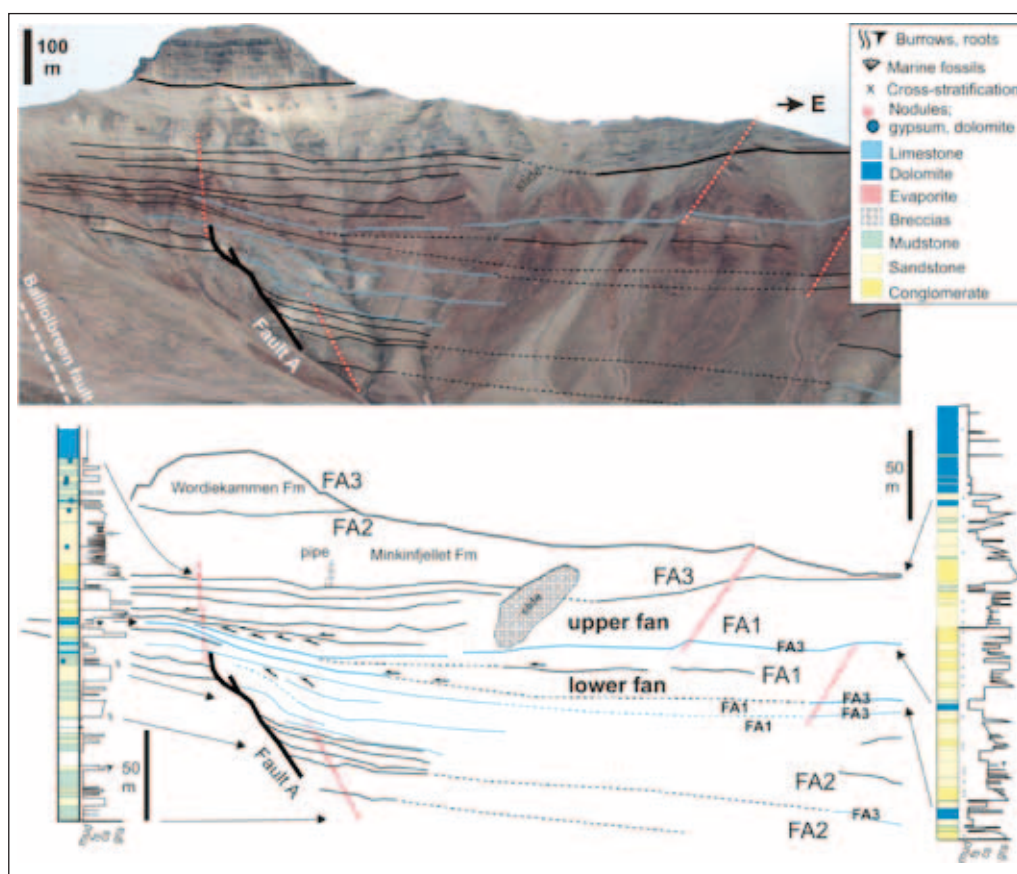 100
m
E
slide
Fault A
Balliolbreen fault
Burrows, roots
Marine fossils
x Cross-stratification
Nodules;
gypsum, dolomite
Limestone
Dolomite
Evaporite
Breccias
Mudstone
Sandstone
Conglomerate
50
m
FA3
Wordiekammen Fm
FA2
pipe
Minkinfjellet Fm
FA3
upper fan
FA1
FA3
FA1
lower fan
FA3
FA1
FA3
FA1
Fault A
50
m
FA2
FA3
FA2